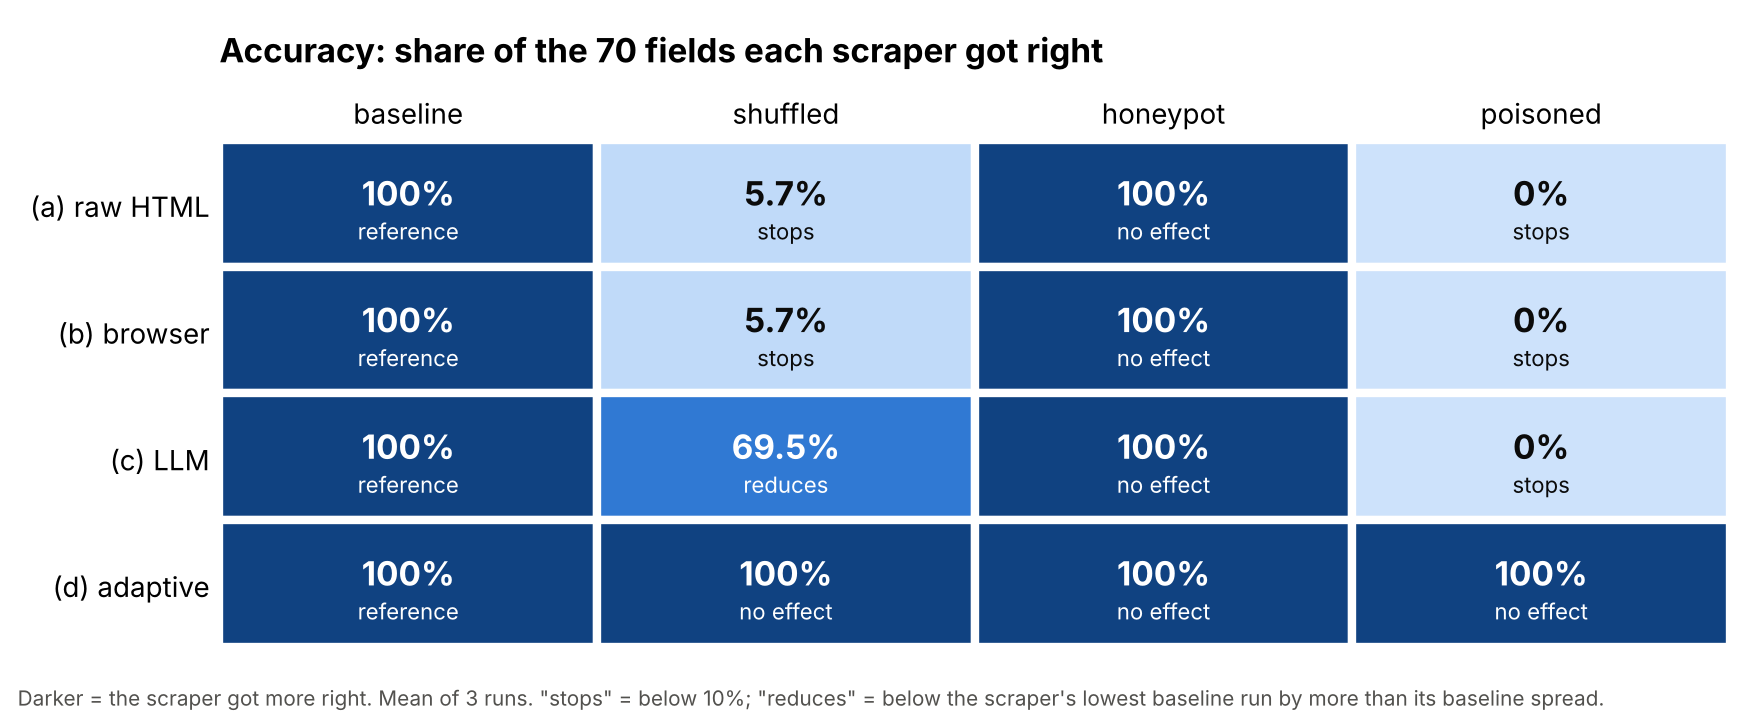 Accuracy: share of the 70 fields each scraper got right
baseline shuffled honeypot poisoned
(a) raw HTML 100% 5.7% 100% 0%
reference stops no effect stops
(b) browser 100% 5.7% 100% 0%
reference stops no effect stops
(c) LLM 100% 69.5% 100% 0%
reference reduces no effect stops
(d) adaptive 100% 100% 100% 100%
reference no effect no effect no effect
Darker = the scraper got more right. Mean of 3 runs. "stops" = below 10%; "reduces" = below the scraper's lowest baseline run by more than its baseline spread.